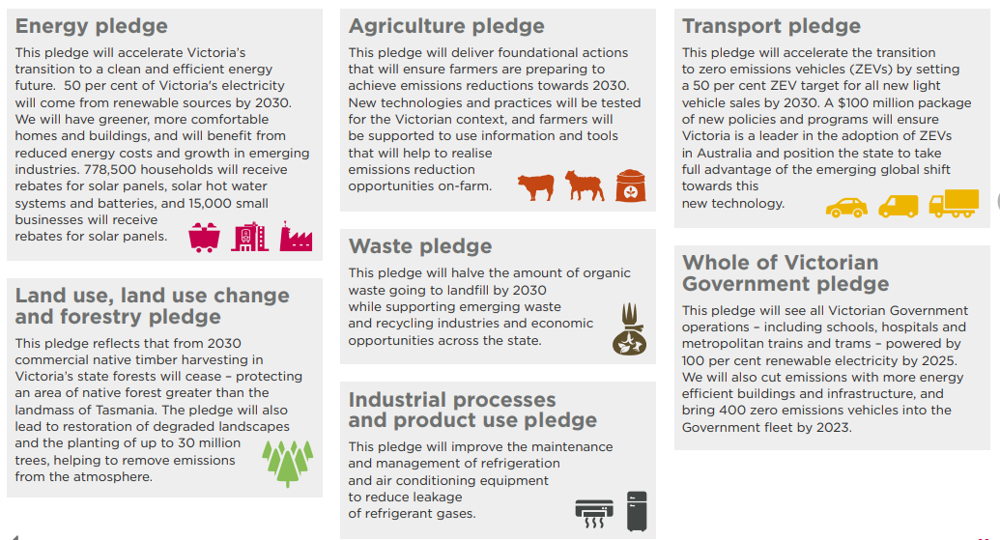 Energy pledge
This pledge will accelerate Victoria's
transition to a clean and efficient energy
future.  50 per cent of Victoria's electricity
will come from renewable sources by 2030.
We will have greener, more comfortable
homes and buildings, and will benefit from
reduced energy costs and growth in emerging
industries. 778,500 households will receive
rebates for solar panels, solar hot water
systems and batteries, and 15,000 small
businesses will receive
rebates for solar panels.
Land use, land use change
and forestry pledge
This pledge reflects that from 2030
commercial native timber harvesting in
Victoria's state forests will cease – protecting
an area of native forest greater than the
landmass of Tasmania. The pledge will also
lead to restoration of degraded landscapes
and the planting of up to 30 million
trees, helping to remove emissions
from the atmosphere.
Agriculture pledge
This pledge will deliver foundational actions
that will ensure farmers are preparing to
achieve emissions reductions towards 2030.
New technologies and practices will be tested
for the Victorian context, and farmers will
be supported to use information and tools
that will help to realise
emissions reduction
opportunities on-farm.
Waste pledge
This pledge will halve the amount of organic
waste going to landfill by 2030
while supporting emerging waste
and recycling industries and economic
opportunities across the state.
Industrial processes
and product use pledge
This pledge will improve the maintenance
and management of refrigeration
and air conditioning equipment
to reduce leakage
of refrigerant gases.
Transport pledge
This pledge will accelerate the transition
to zero emissions vehicles (ZEVs) by setting
a 50 per cent ZEV target for all new light
vehicle sales by 2030. A $100 million package
of new policies and programs will ensure
Victoria is a leader in the adoption of ZEVs
in Australia and position the state to take
full advantage of the emerging global shift
towards this
new technology.
Whole of Victorian
Government pledge
This pledge will see all Victorian Government
operations – including schools, hospitals and
metropolitan trains and trams – powered by
100 per cent renewable electricity by 2025.
We will also cut emissions with more energy
efficient buildings and infrastructure, and
bring 400 zero emissions vehicles into the
Government fleet by 2023.